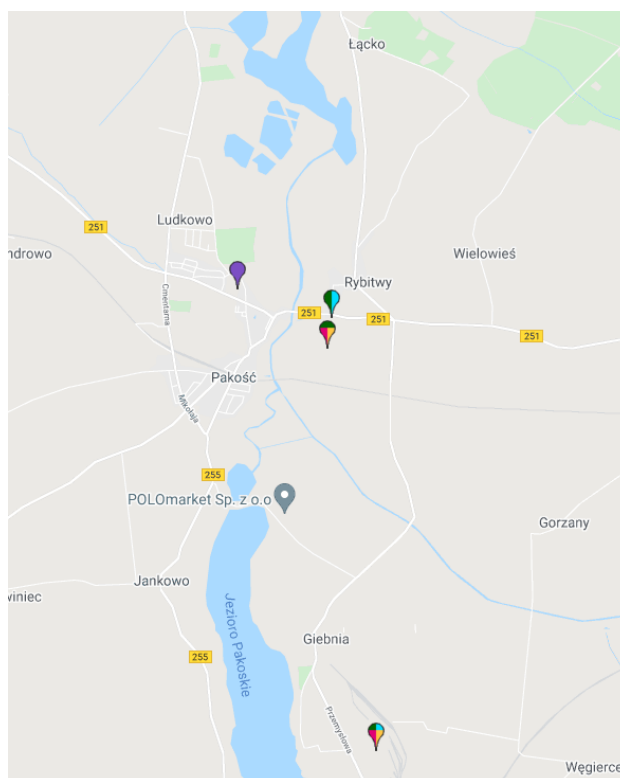 Łącko
251
Ludkowo
ndrowo
Wielowieś
Rybitwy
Cmentarna
251
251
251
Pakość
Mikołaja
255
POLOmarket Sp. z o.o
Gorzany
Jankowo
winiec
Jezioro Pakoskie
Giebnia
255
Przemysłowa
Węgierce